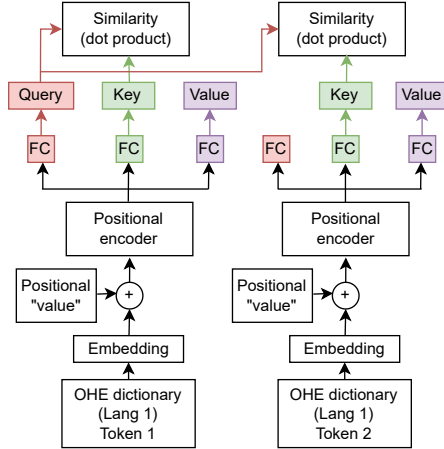 Similarity
(dot product)
Similarity
(dot product)
Query
Key
Value
Key
Value
FC
FC
FC
FC
FC
FC
Positional
encoder
Positional
encoder
Positional
"value"
+
Positional
"value"
+
Embedding
Embedding
OHE dictionary
(Lang 1)
Token 1
OHE dictionary
(Lang 1)
Token 2